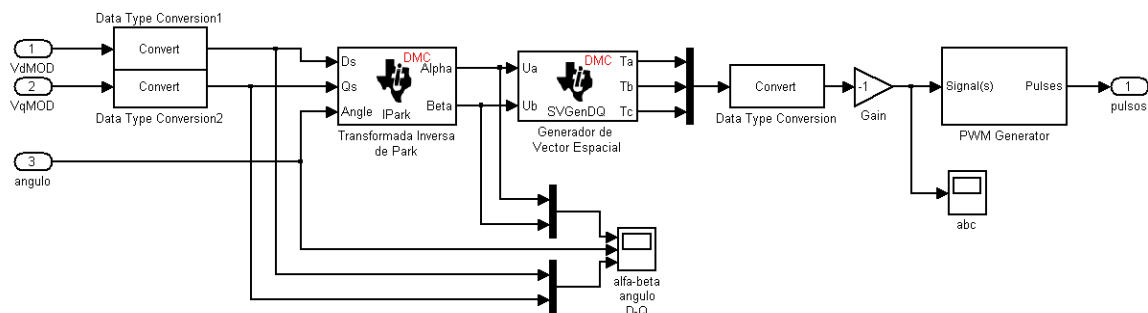 Data Type Conversion1
1
VdMOD
Convert
2
VqMOD
Convert
Data Type Conversion2
3
angulo
Ds
Qs
Angle
DMC
IPark
Alpha
Beta
Transformada Inversa
de Park
Ua
Ub
DMC
SVGenDQ
Ta
Tb
Tc
Generador de
Vector Espacial
Convert
Data Type Conversion
-1
Gain
Signal(s)
Pulses
PWM Generator
1
pulsos
abc
alfa-beta
angulo
D-Q